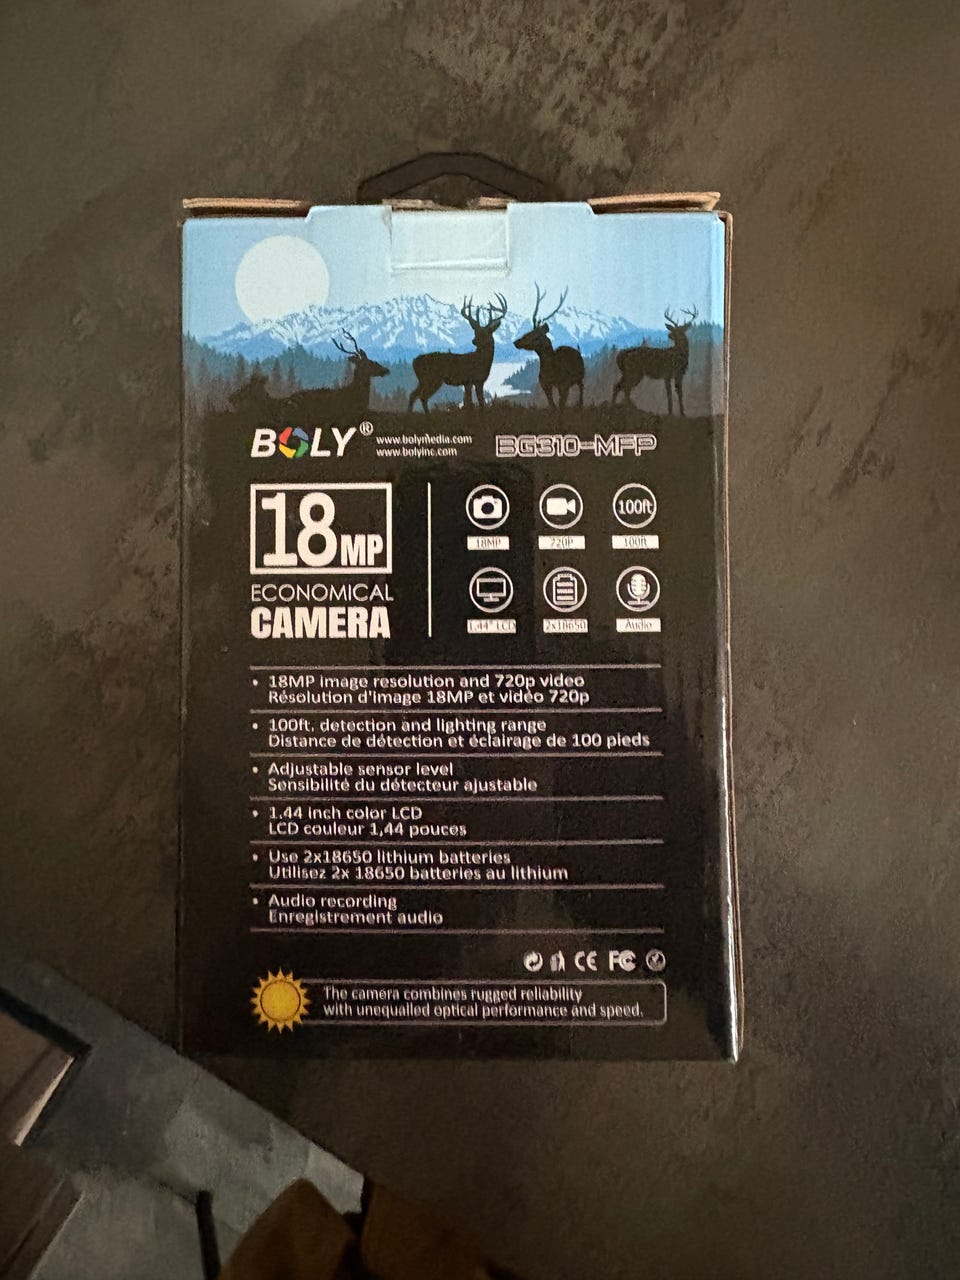 BOLY®
www.bolymedia.com
www.bolyinc.com
BG310-MFP
18MP
ECONOMICAL
CAMERA
100ft
18MP
720P
100ft
1.44" LCD
2x18650
Audio
• 18MP image resolution and 720p video
Résolution d'image 18MP et vidéo 720p
• 100ft. detection and lighting range
Distance de détection et éclairage de 100 pieds
• Adjustable sensor level
Sensibilité du détecteur ajustable
• 1.44 inch color LCD
LCD couleur 1,44 pouces
• Use 2x18650 lithium batteries
Utilisez 2x 18650 batteries au lithium
• Audio recording
Enregistrement audio
CE FC
The camera combines rugged reliability
with unequalled optical performance and speed.